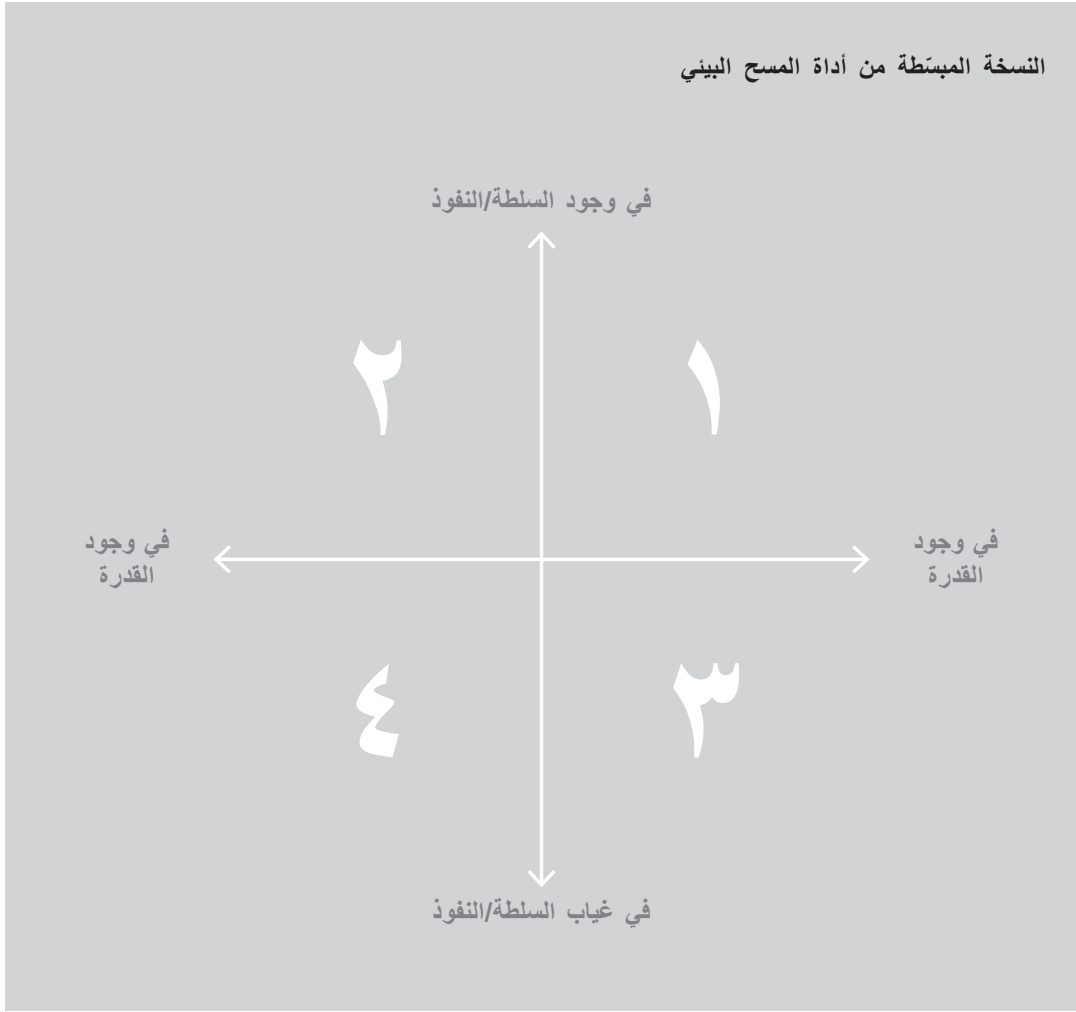 النسخة المبسّطة من أداة المسح البيئي
في وجود السلطة/النفوذ
١
٢
في وجود
القدرة
في وجود
القدرة
٣
٤
في غياب السلطة/النفوذ